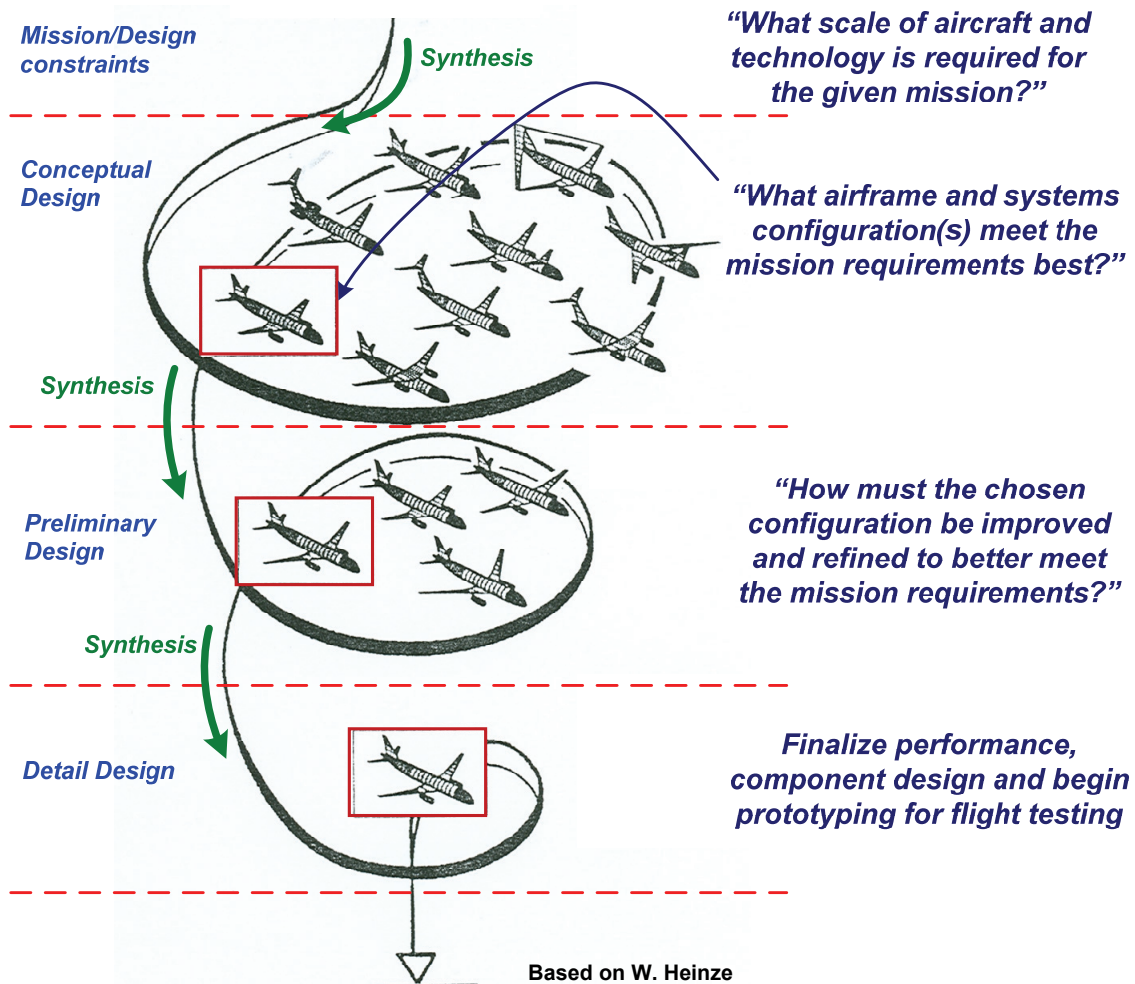 Mission/Design
constraints
Synthesis
“What scale of aircraft and
technology is required for
the given mission?”
Conceptual
Design
“What airframe and systems
configuration(s) meet the
mission requirements best?”
Synthesis
Preliminary
Design
“How must the chosen
configuration be improved
and refined to better meet
the mission requirements?”
Synthesis
Detail Design
Finalize performance,
component design and begin
prototyping for flight testing
Based on W. Heinze